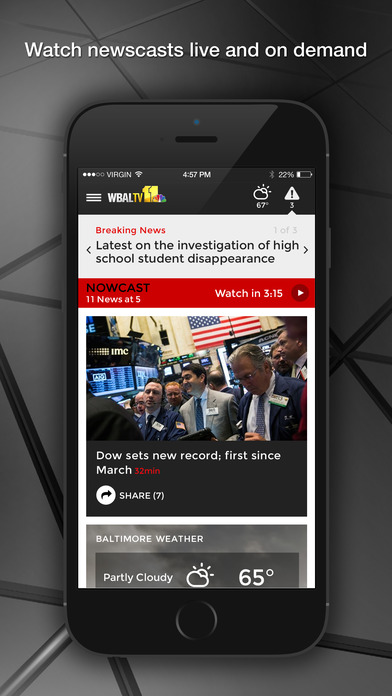 Watch newscasts live and on demand
VIRGIN 4:57 PM 22%
WBALTV 11 67° 3
Breaking News 1 of 3
Latest on the investigation of high
school student disappearance
NOWCAST
11 News at 5 Watch in 3:15
IMC
Dow sets new record; first since
March 32min
SHARE (7)
BALTIMORE WEATHER
Partly Cloudy 65°